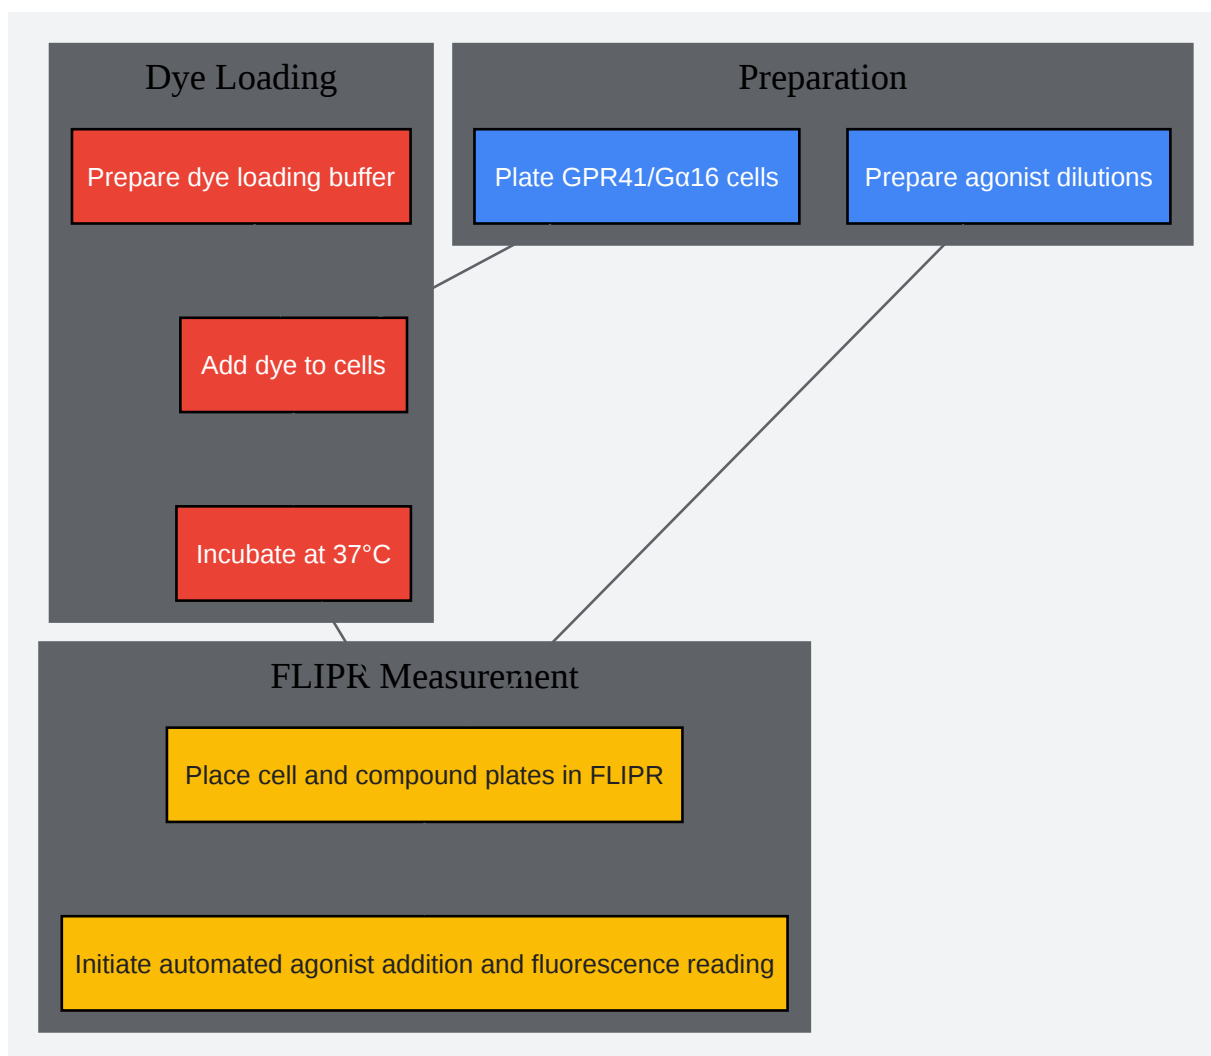 Dye Loading
Prepare dye loading buffer
Add dye to cells
Incubate at 37°C
Preparation
Plate GPR41/Gα16 cells
Prepare agonist dilutions
FLIPR Measurement
Place cell and compound plates in FLIPR
Initiate automated agonist addition and fluorescence reading